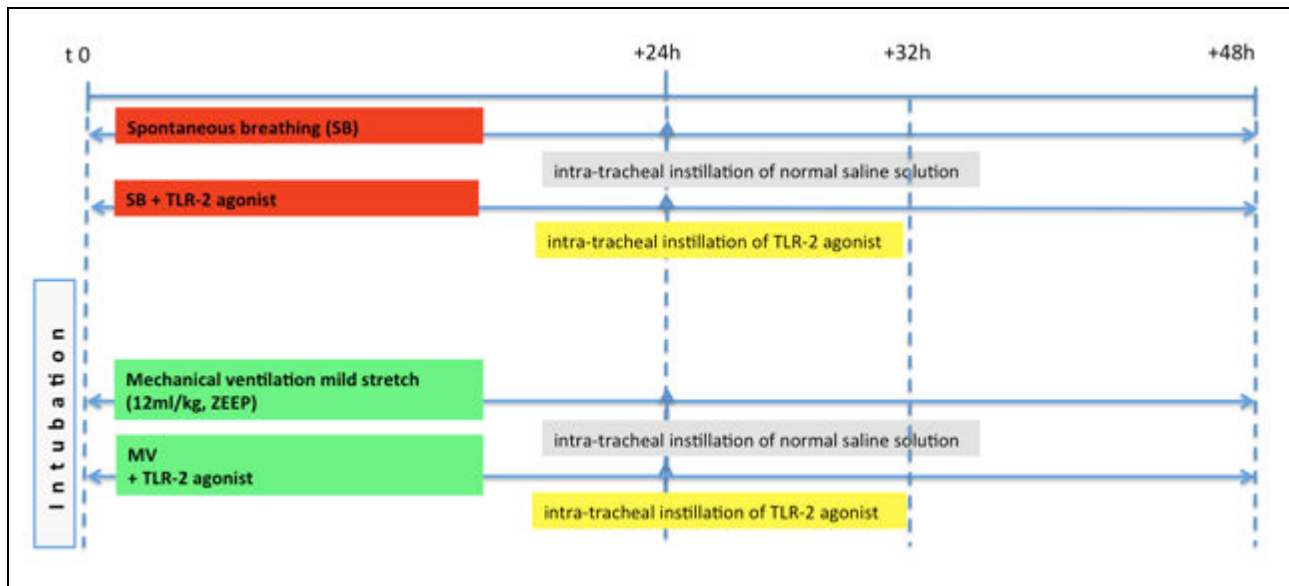 t 0
+24h
+32h
+48h
Spontaneous breathing (SB)
intra-tracheal instillation of normal saline solution
SB + TLR-2 agonist
intra-tracheal instillation of TLR-2 agonist
Intubation
Mechanical ventilation mild stretch
(12ml/kg, ZEEP)
intra-tracheal instillation of normal saline solution
MV
+ TLR-2 agonist
intra-tracheal instillation of TLR-2 agonist